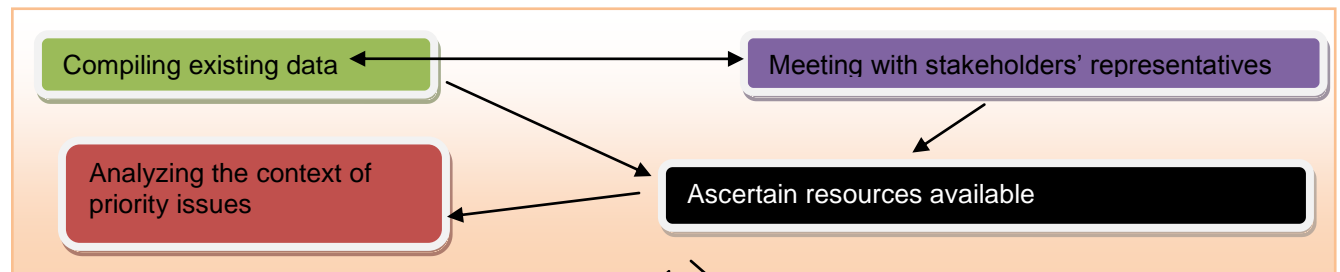 Compiling existing data
Meeting with stakeholders’ representatives
Analyzing the context of
priority issues
Ascertain resources available